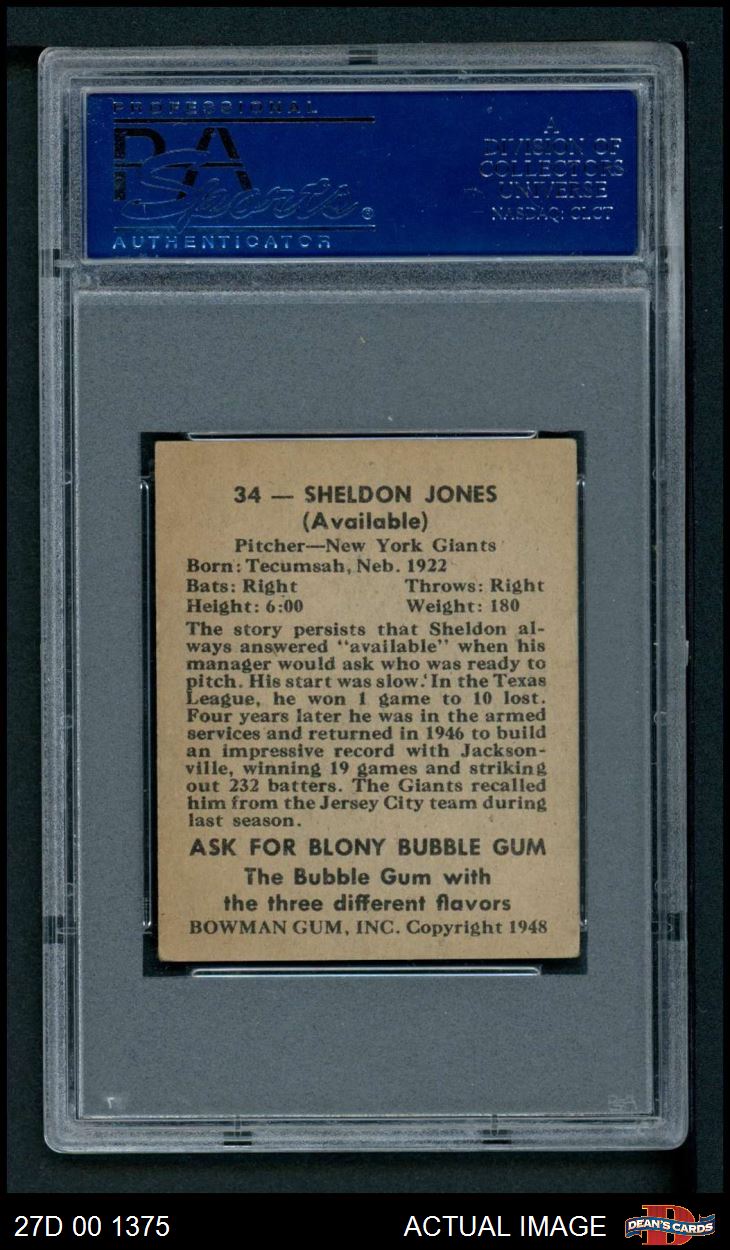 PROFESSIONAL
PSA
Sports®
AUTHENTICATOR
A
DIVISION OF
COLLECTORS
UNIVERSE
NASDAQ: CLCT
34 — SHELDON JONES
(Available)
Pitcher—New York Giants
Born: Tecumsah, Neb. 1922
Bats: Right Throws: Right
Height: 6:00 Weight: 180
The story persists that Sheldon al-
ways answered "available" when his
manager would ask who was ready to
pitch. His start was slow. In the Texas
League, he won 1 game to 10 lost.
Four years later he was in the armed
services and returned in 1946 to build
an impressive record with Jackson-
ville, winning 19 games and striking
out 232 batters. The Giants recalled
him from the Jersey City team during
last season.
ASK FOR BLONY BUBBLE GUM
The Bubble Gum with
the three different flavors
BOWMAN GUM, INC. Copyright 1948
27D 00 1375
ACTUAL IMAGE
DEAN'S CARDS